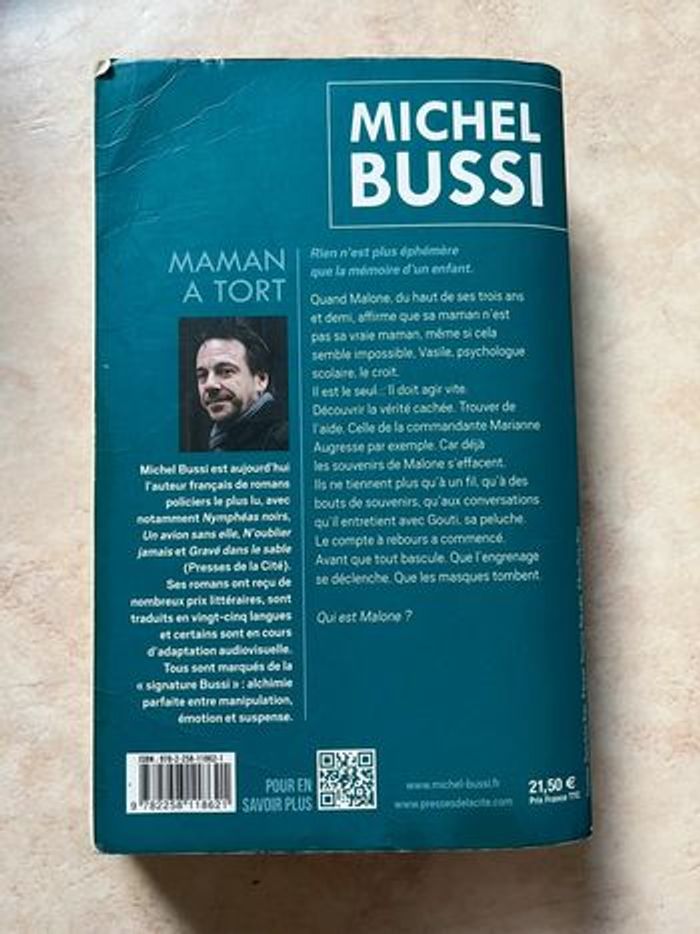 MICHEL
BUSSI
MAMAN
A TORT
Michel Bussi est aujourd'hui
l'auteur français de romans
policiers le plus lu, avec
notamment Nymphéas noirs,
Un avion sans elle, N'oublier
jamais et Gravé dans le sable
(Presses de la Cité).
Ses romans ont reçu de
nombreux prix littéraires, sont
traduits en vingt-cinq langues
et certains sont en cours
d'adaptation audiovisuelle.
Tous sont marqués de la
« signature Bussi » : alchimie
parfaite entre manipulation,
émotion et suspense.
Rien n'est plus éphémère
que la mémoire d'un enfant.
Quand Malone, du haut de ses trois ans
et demi, affirme que sa maman n'est
pas sa vraie maman, même si cela
semble impossible, Vasile, psychologue
scolaire, le croit.
Il est le seul... Il doit agir vite.
Découvrir la vérité cachée. Trouver de
l'aide. Celle de la commandante Marianne
Augresse par exemple. Car déjà
les souvenirs de Malone s'effacent.
Ils ne tiennent plus qu'à un fil, qu'à des
bouts de souvenirs, qu'aux conversations
qu'il entretient avec Gouti, sa peluche.
Le compte à rebours a commencé.
Avant que tout bascule. Que l'engrenage
se déclenche. Que les masques tombent
Qui est Malone ?
ISBN 978-2-258-11862-1
9 782258 118621
POUR EN
SAVOIR PLUS
www.michel-bussi.fr
www.pressesdelacite.com
21,50 €
Prix France TTC